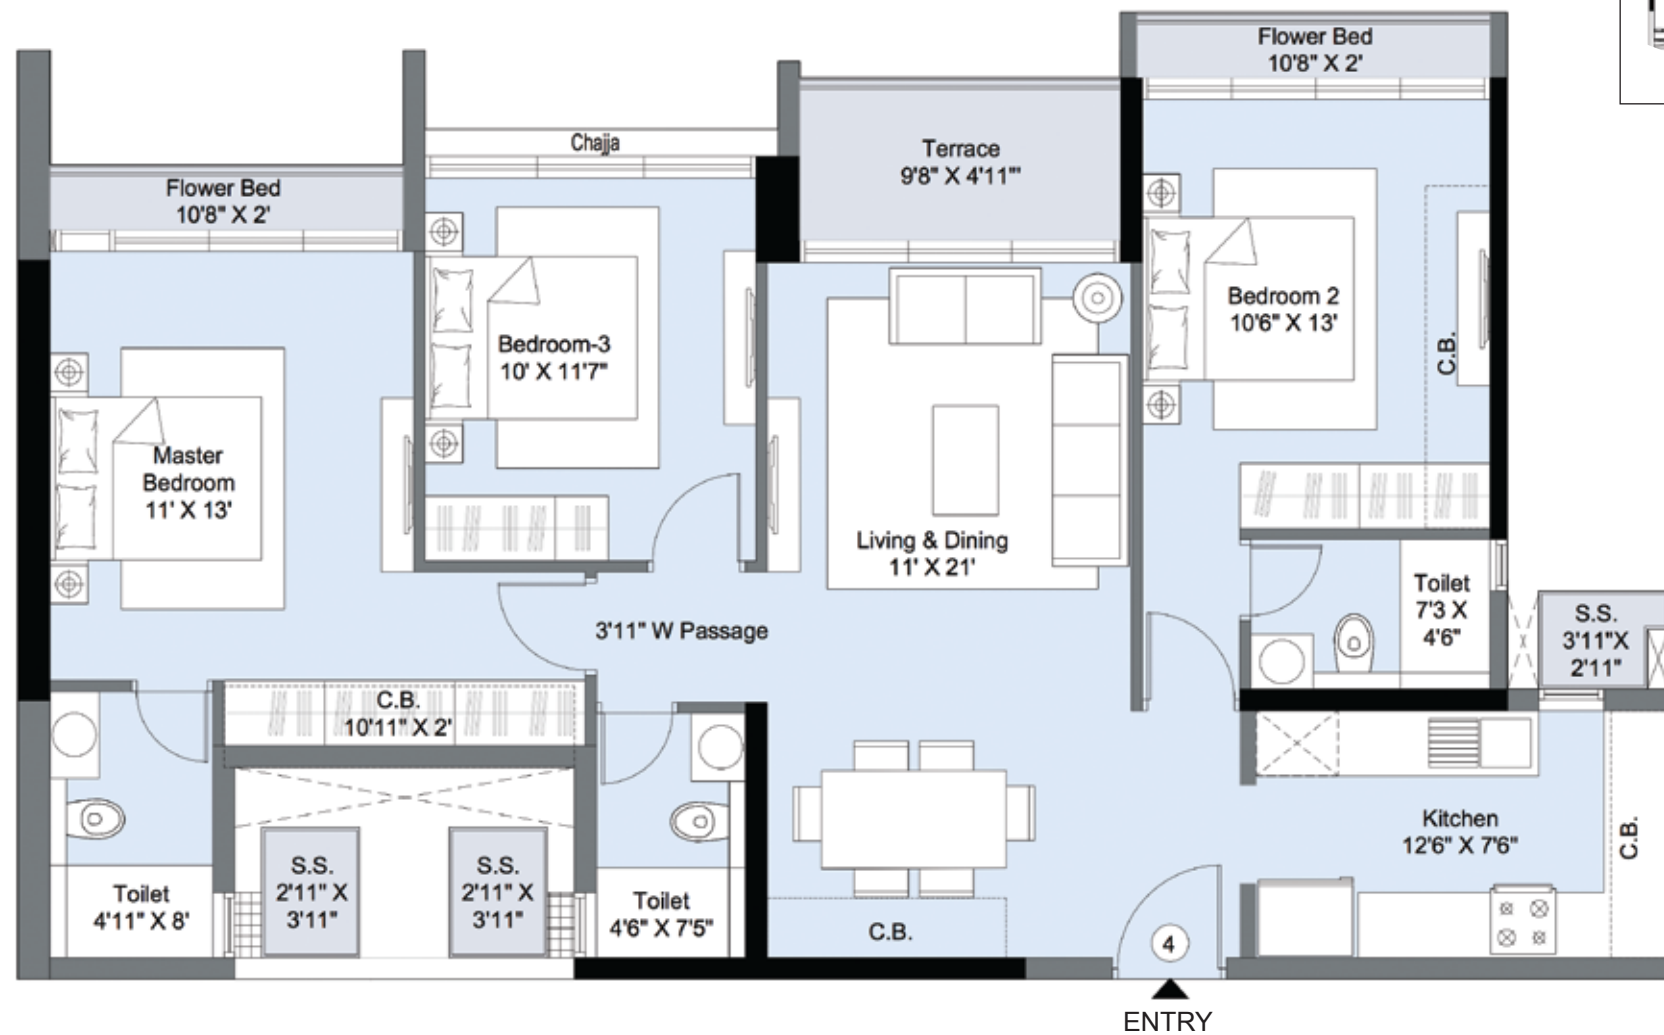 Flower Bed
10'8" X 2'
Chajja
Terrace
9'8" X 4'11"'
Flower Bed
10'8" X 2'
Bedroom-3
10' X 11'7"
Bedroom 2
10'6" X 13'
C.B.
Master
Bedroom
11' X 13'
Living & Dining
11' X 21'
Toilet
7'3 X
4'6"
S.S.
3'11"X
2'11"
3'11" W Passage
C.B.
10'11" X 2'
Kitchen
12'6" X 7'6"
C.B.
S.S.
2'11" X
3'11"
S.S.
2'11" X
3'11"
Toilet
4'11" X 8'
Toilet
4'6" X 7'5"
C.B.
4
ENTRY